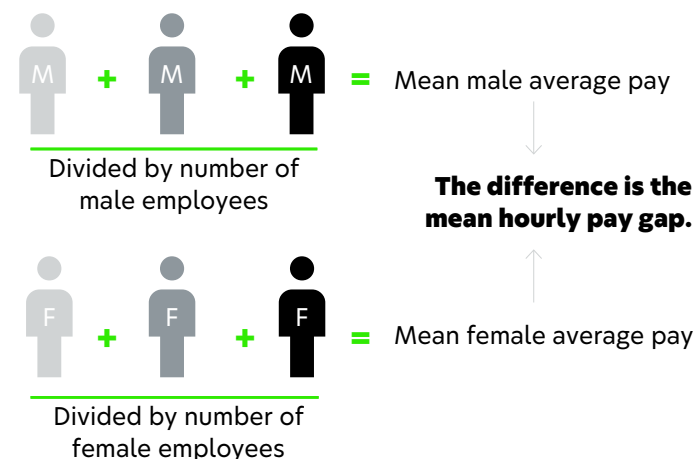 M + M + M = Mean male average pay
Divided by number of
male employees
The difference is the
mean hourly pay gap.
F + F + F = Mean female average pay
Divided by number of
female employees